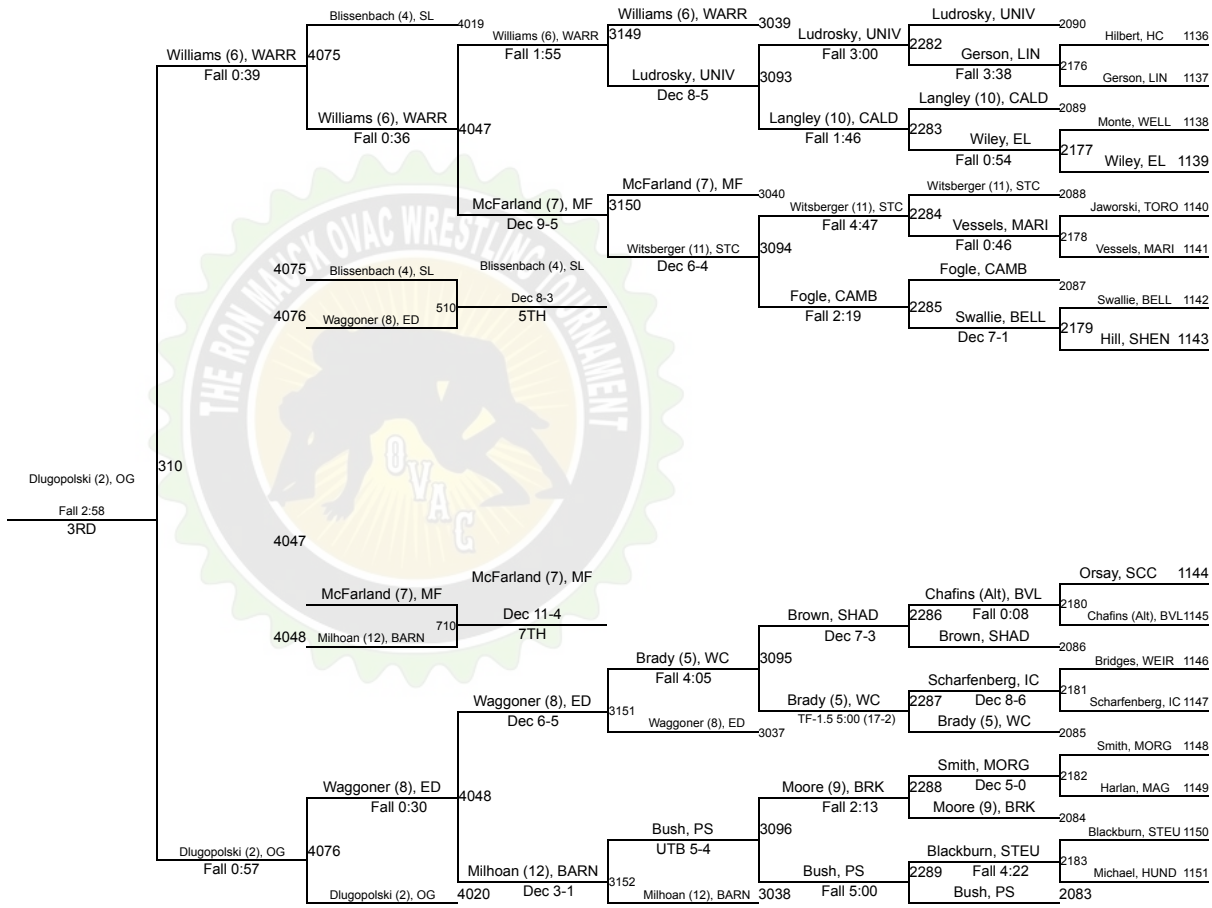 Blissenbach (4), SL
4019
Williams (6), WARR
Fall 0:39
4075
Williams (6), WARR
Fall 0:36
4047
Williams (6), WARR
Fall 1:55
3149
Williams (6), WARR
3039
Ludrosky, UNIV
Dec 8-5
3093
Ludrosky, UNIV
Fall 3:00
2282
Ludrosky, UNIV
2090
Gerson, LIN
Fall 3:38
2176
Hilbert, HC 1136
Gerson, LIN 1137
Langley (10), CALD
Fall 1:46
2283
Langley (10), CALD
2089
Wiley, EL
Fall 0:54
2177
Monte, WELL 1138
Wiley, EL 1139
McFarland (7), MF
Dec 9-5
3150
McFarland (7), MF
3040
Witsberger (11), STC
Dec 6-4
3094
Witsberger (11), STC
Fall 4:47
2284
Witsberger (11), STC
2088
Vessels, MARI
Fall 0:46
2178
Jaworski, TORO 1140
Vessels, MARI 1141
Fogle, CAMB
Fall 2:19
2285
Fogle, CAMB
2087
Swallie, BELL
Dec 7-1
2179
Swallie, BELL 1142
Hill, SHEN 1143
THE RON MAUCK OVAC WRESTLING TOURNAMENT
OVAC
4075
Blissenbach (4), SL
4076
Waggoner (8), ED
510
Blissenbach (4), SL
Dec 8-3
5TH
Dlugopolski (2), OG
310
Fall 2:58
3RD
4047
McFarland (7), MF
4048
Milhoan (12), BARN
710
McFarland (7), MF
Dec 11-4
7TH
Orsay, SCC 1144
Chafins (Alt), BVL 1145
2180
Chafins (Alt), BVL
Fall 0:08
2286
Brown, SHAD
2086
Brown, SHAD
Dec 7-3
3095
Bridges, WEIR 1146
Scharfenberg, IC 1147
2181
Scharfenberg, IC
Dec 8-6
2287
Brady (5), WC
2085
Brady (5), WC
TF-1.5 5:00 (17-2)
Brady (5), WC
Fall 4:05
3151
Waggoner (8), ED
3037
Waggoner (8), ED
Dec 6-5
4048
Smith, MORG 1148
Harlan, MAG 1149
2182
Smith, MORG
Dec 5-0
2288
Moore (9), BRK
2084
Moore (9), BRK
Fall 2:13
3096
Blackburn, STEU 1150
Michael, HUND 1151
2183
Blackburn, STEU
Fall 4:22
2289
Bush, PS
2083
Bush, PS
Fall 5:00
Bush, PS
UTB 5-4
3152
Milhoan (12), BARN
3038
Milhoan (12), BARN
Dec 3-1
Waggoner (8), ED
Fall 0:30
4076
Dlugopolski (2), OG
4020
Dlugopolski (2), OG
Fall 0:57